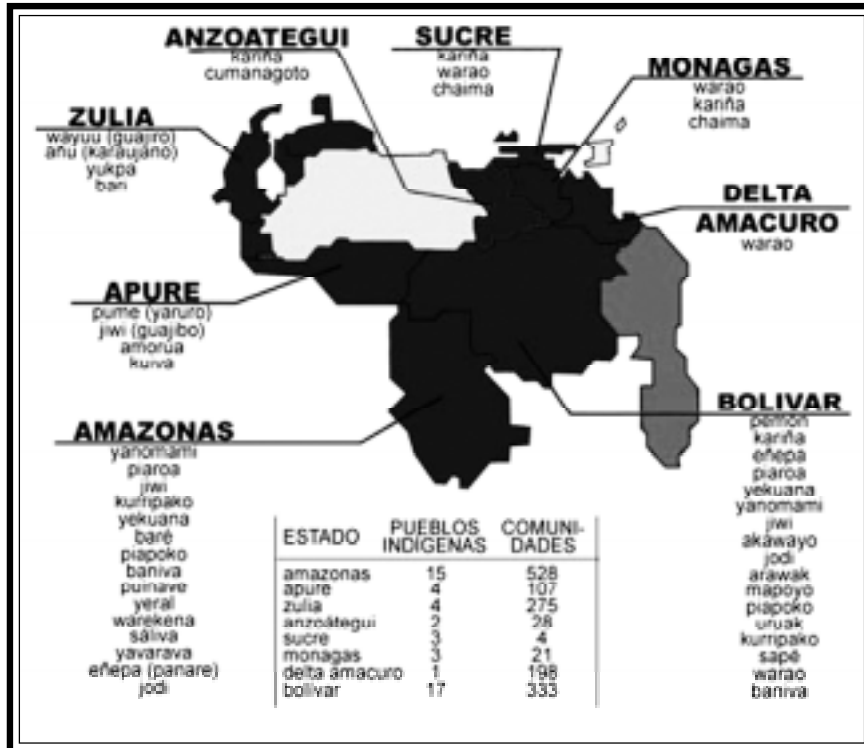 ANZOATEGUI
kariña
cumanagoto
SUCRE
kariña
warao
chaima
MONAGAS
warao
kariña
chaima
ZULIA
wayuu (guajiro)
añu (karaujano)
yukpa
bari
DELTA
AMACURO
warao
APURE
pume (yaruro)
jiwi (guajibo)
amorúa
kuiva
BOLIVAR
pemón
kariña
eñepa
piaroa
yekuana
yanomami
jiwi
akawayo
jodi
arawak
mapoyo
piapoko
uruak
kurripako
sapé
warao
baniva
AMAZONAS
yanomami
piaroa
jiwi
kurripako
yekuana
baré
piapoko
baniva
puinave
yeral
warekena
sáliva
yavarava
eñepa (panare)
jodi
ESTADO PUEBLOS INDÍGENAS COMUNI-DADES
amazonas 15 528
apure 4 107
zulia 4 275
anzoátegui 2 28
sucre 3 4
monagas 3 21
delta amacuro 1 198
bolívar 17 333